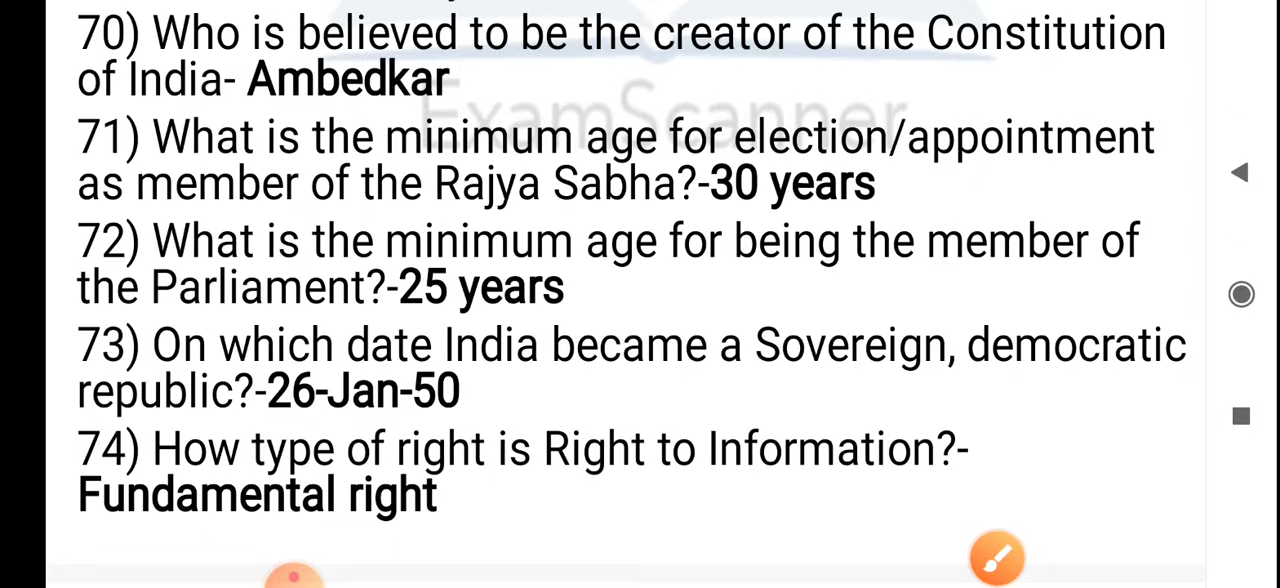 70) Who is believed to be the creator of the Constitution
of India- Ambedkar
ExamScanner
71) What is the minimum age for election/appointment
as member of the Rajya Sabha?-30 years
72) What is the minimum age for being the member of
the Parliament?-25 years
73) On which date India became a Sovereign, democratic
republic?-26-Jan-50
74) How type of right is Right to Information?-
Fundamental right